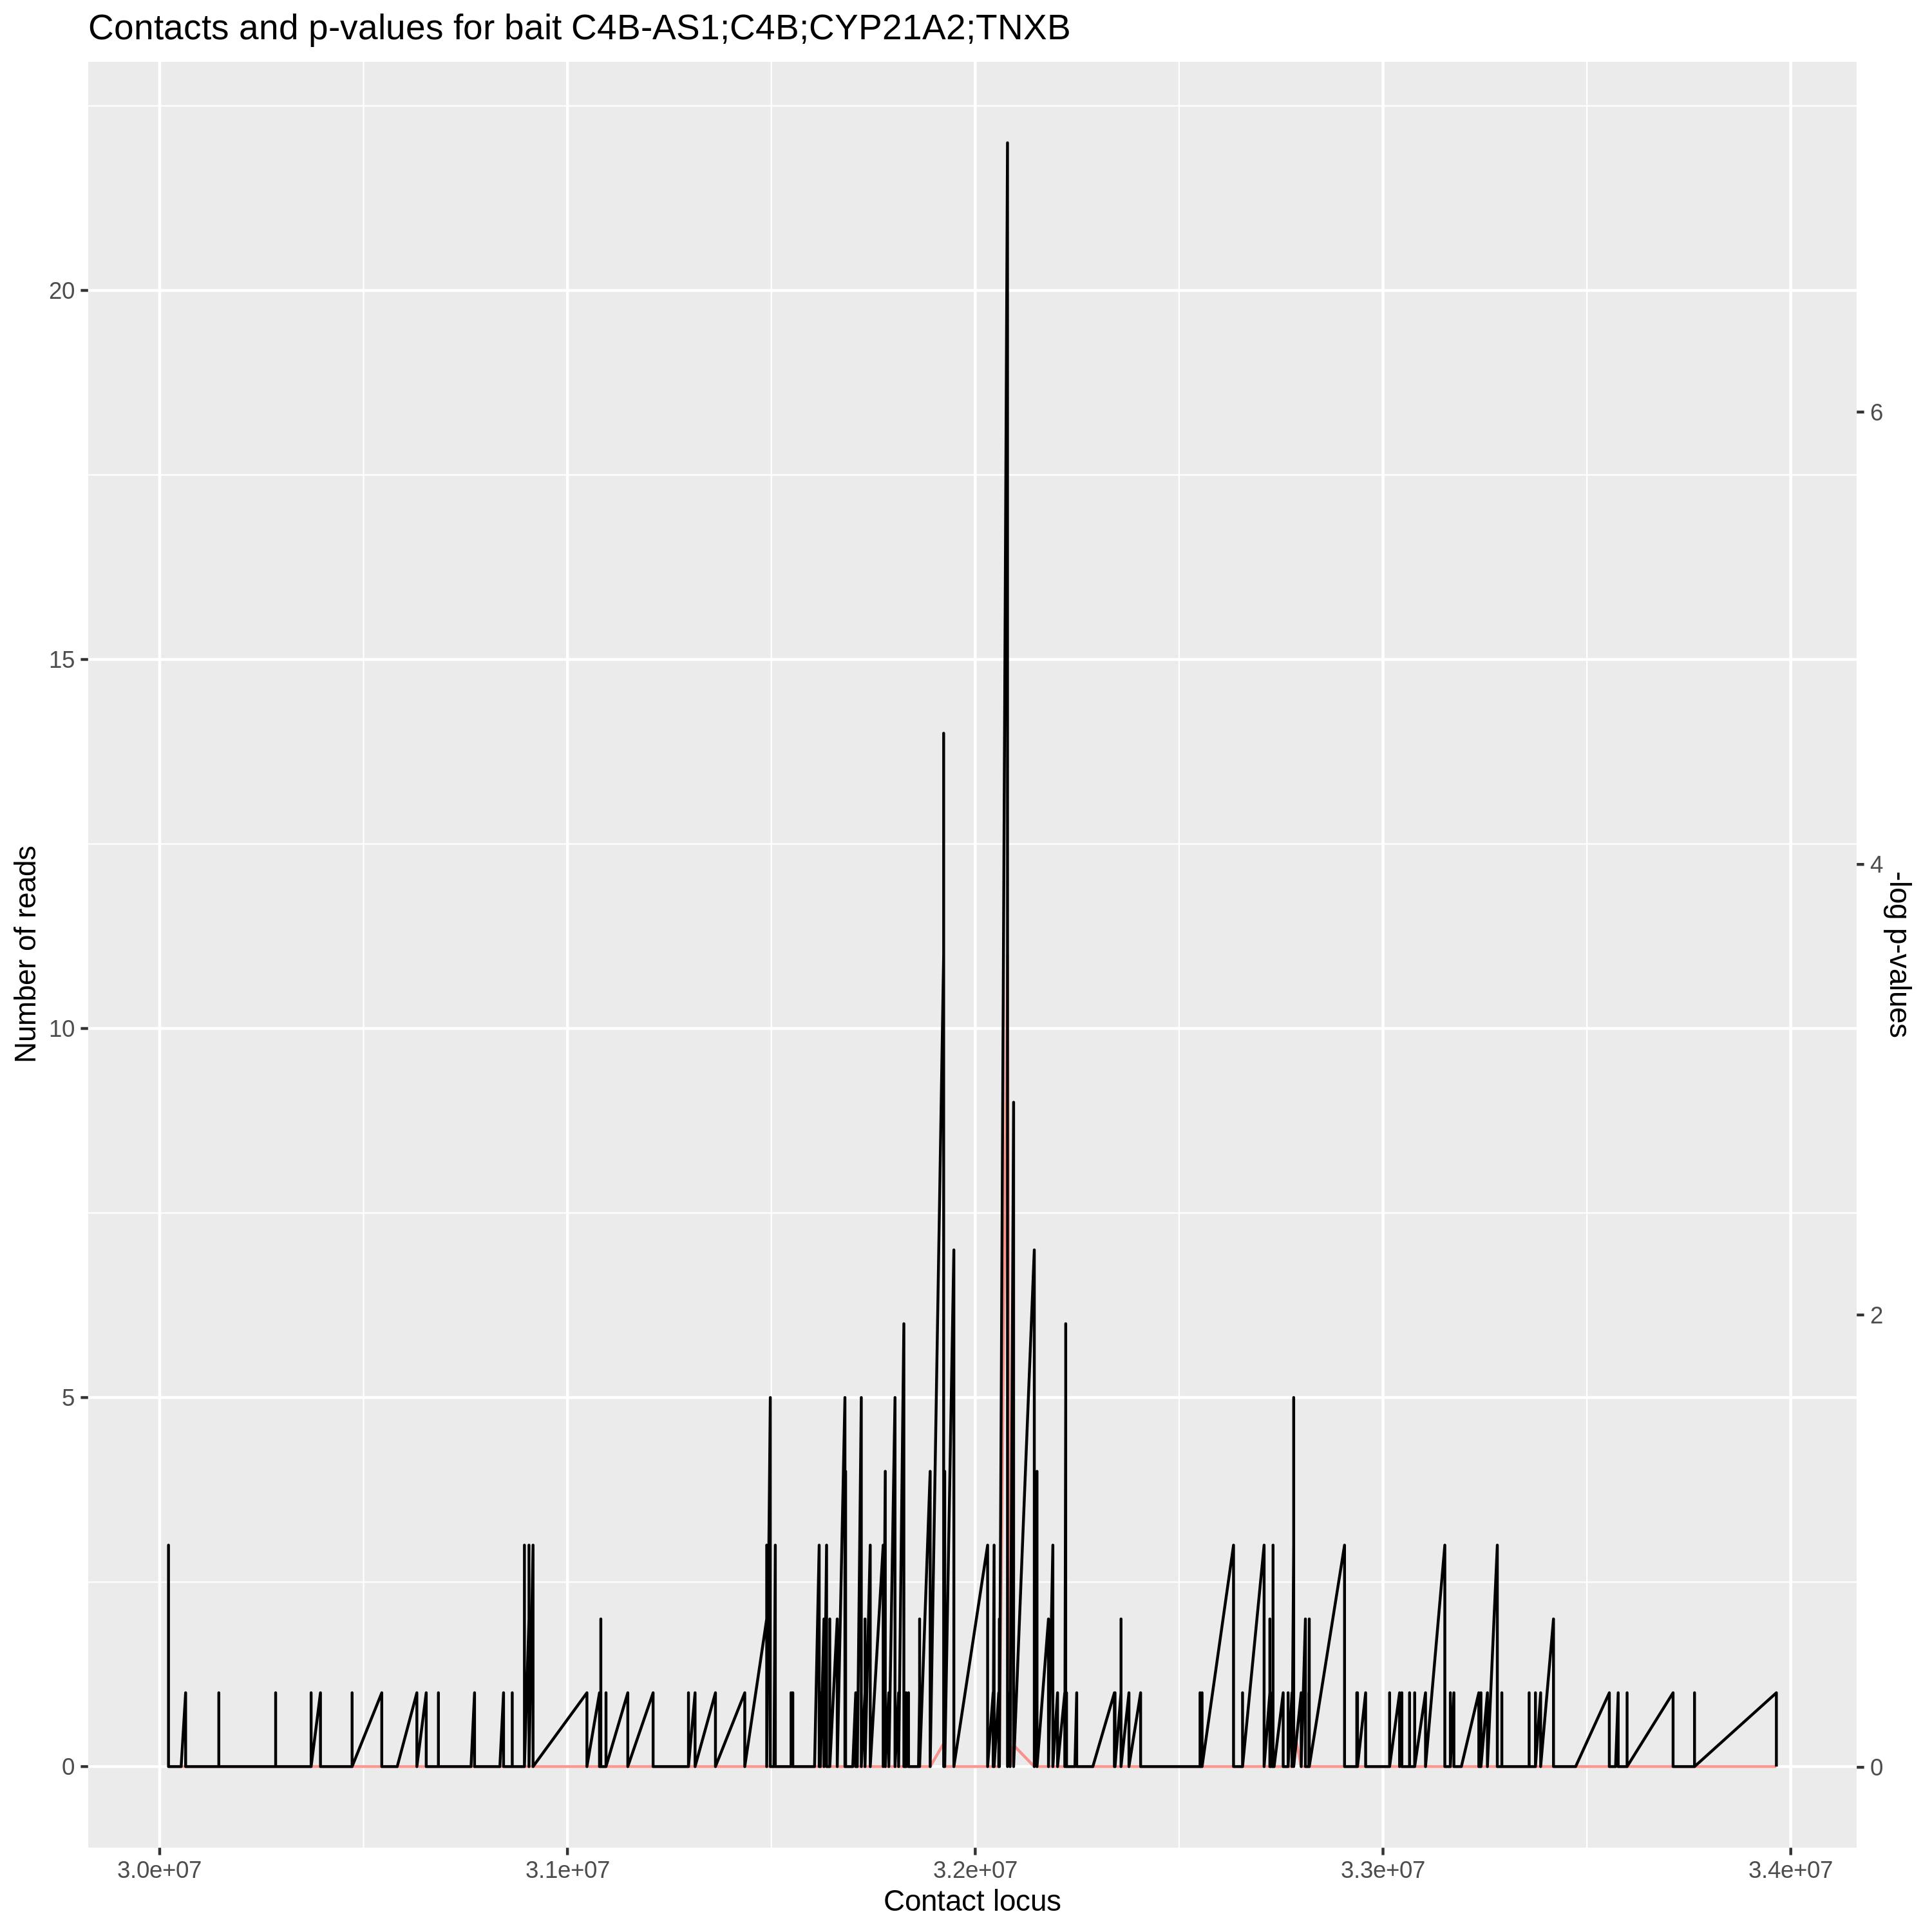 Contacts and p-values for bait C4B-AS1;C4B;CYP21A2;TNXB
Number of reads
20
15
10
5
0
6
4
2
0
-log p-values
3.0e+07 3.1e+07 3.2e+07 3.3e+07 3.4e+07
Contact locus